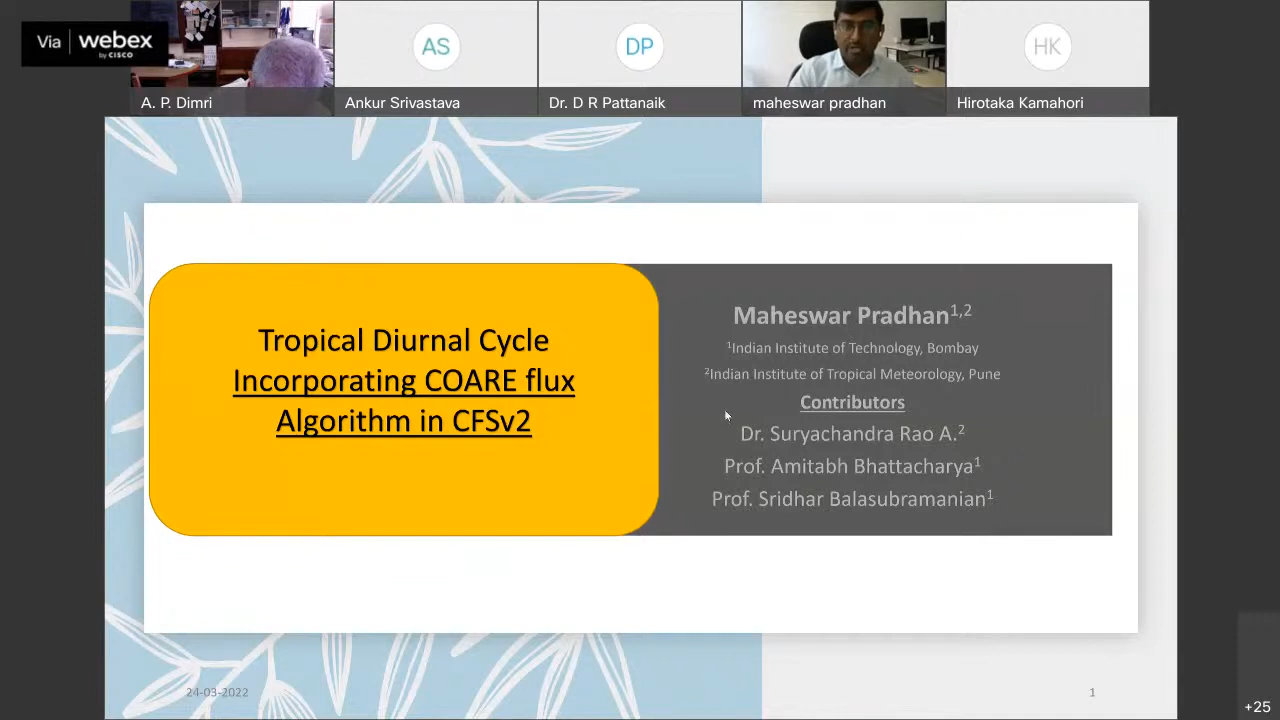 Via webex
by CISCO
A. P. Dimri
Ankur Srivastava
Dr. D R Pattanaik
maheswar pradhan
Hirotaka Kamahori
AS
DP
HK
Tropical Diurnal Cycle
Incorporating COARE flux
Algorithm in CFSv2
Maheswar Pradhan1,2
1Indian Institute of Technology, Bombay
2Indian Institute of Tropical Meteorology, Pune
Contributors
Dr. Suryachandra Rao A.2
Prof. Amitabh Bhattacharya1
Prof. Sridhar Balasubramanian1
24-03-2022
1
+25